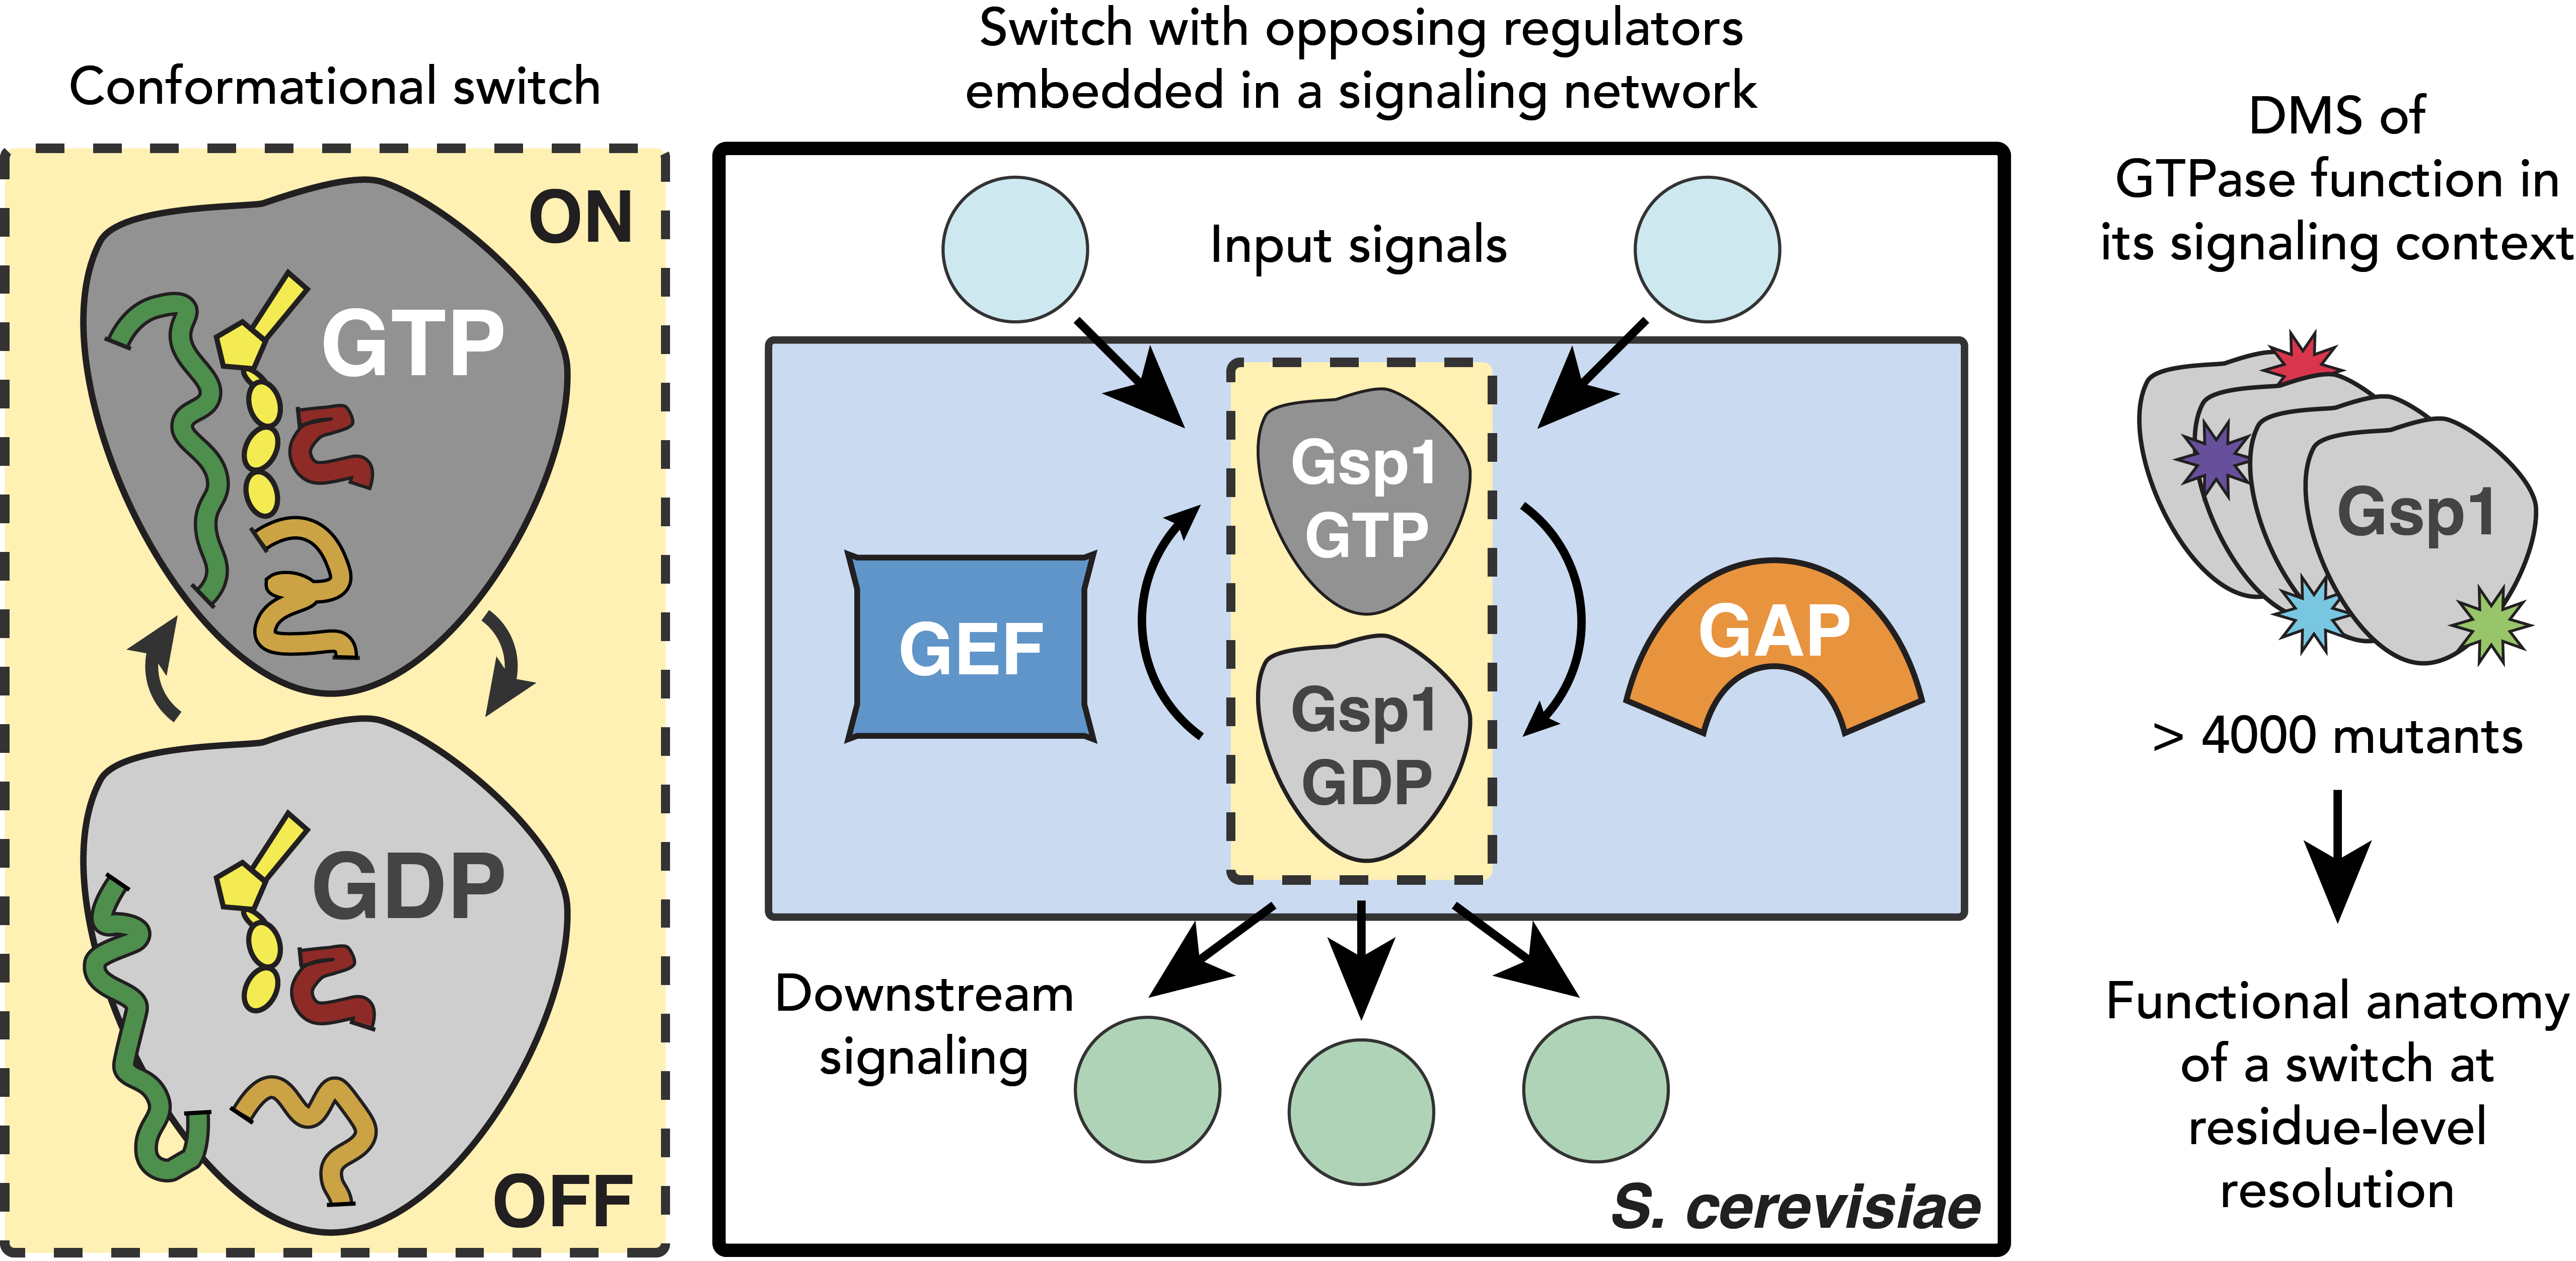 Conformational switch
ON
GTP
GDP
OFF
Switch with opposing regulators
embedded in a signaling network
Input signals
Gsp1
GTP
GEF
GAP
Gsp1
GDP
Downstream
signaling
S. cerevisiae
DMS of
GTPase function in
its signaling context
Gsp1
> 4000 mutants
Functional anatomy
of a switch at
residue-level
resolution